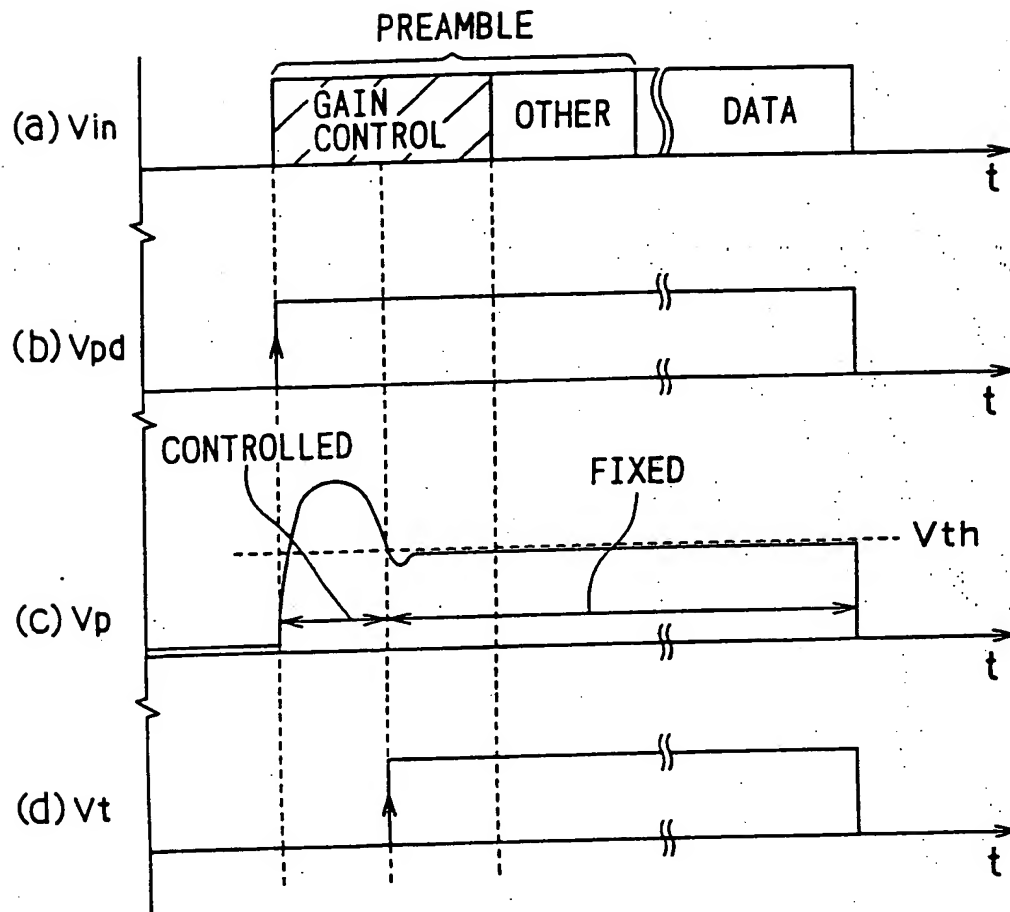 PREAMBLE
(a) Vin
GAIN
CONTROL
OTHER
DATA
t
(b) Vpd
t
CONTROLLED
FIXED
Vth
(c) Vp
t
(d) Vt
t